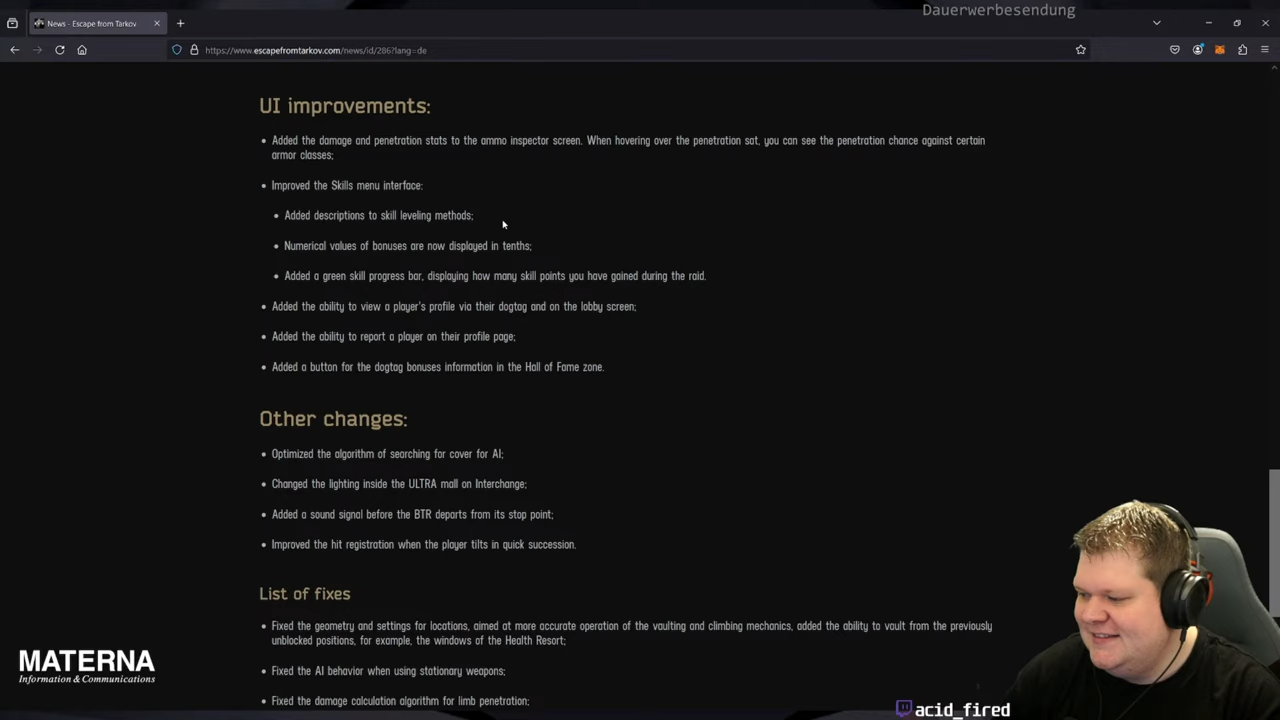 Dauerwerbesendung
News - Escape from Tarkov
https://www.escapefromtarkov.com/news/id/286?lang=de
UI improvements:
Added the damage and penetration stats to the ammo inspector screen. When hovering over the penetration sat, you can see the penetration chance against certain
armor classes;
Improved the Skills menu interface:
Added descriptions to skill leveling methods;
Numerical values of bonuses are now displayed in tenths;
Added a green skill progress bar, displaying how many skill points you have gained during the raid.
Added the ability to view a player's profile via their dogtag and on the lobby screen;
Added the ability to report a player on their profile page;
Added a button for the dogtag bonuses information in the Hall of Fame zone.
Other changes:
Optimized the algorithm of searching for cover for AI;
Changed the lighting inside the ULTRA mall on Interchange;
Added a sound signal before the BTR departs from its stop point;
Improved the hit registration when the player tilts in quick succession.
List of fixes
Fixed the geometry and settings for locations, aimed at more accurate operation of the vaulting and climbing mechanics, added the ability to vault from the previously
unblocked positions, for example, the windows of the Health Resort;
Fixed the AI behavior when using stationary weapons;
Fixed the damage calculation algorithm for limb penetration;
MATERNA
Information & Communications
acid_fired